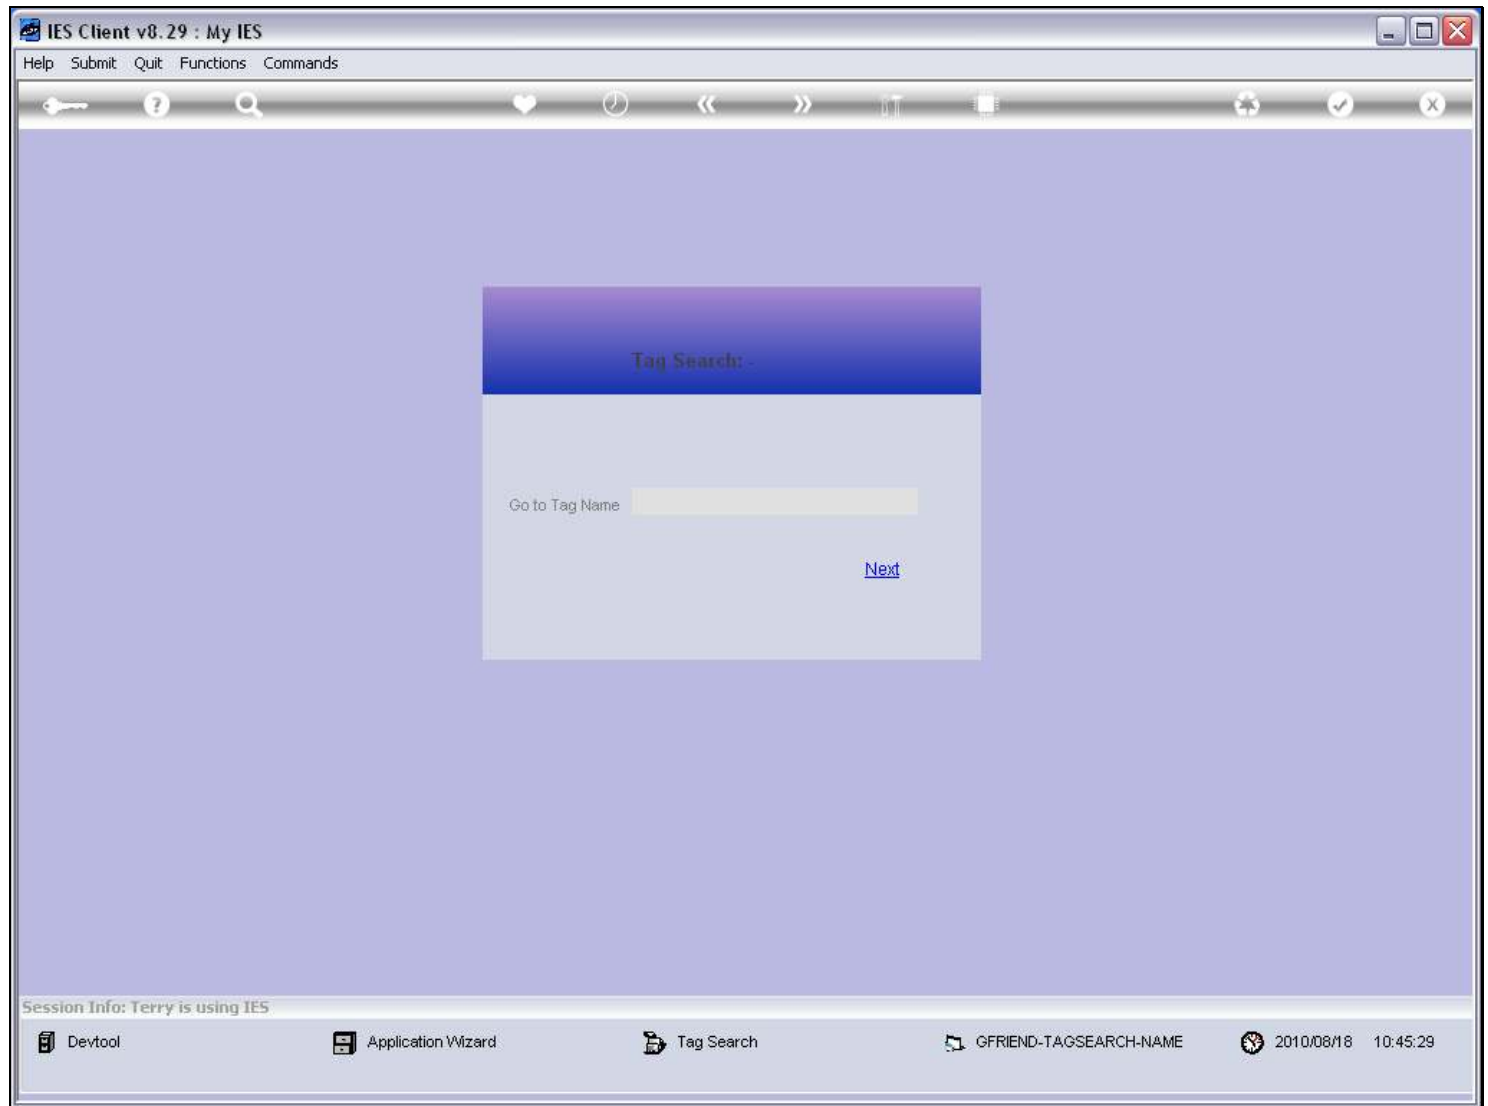 IES Client v8.29 : My IES
Help Submit Quit Functions Commands
Tag Search: -
Go to Tag Name
Next
Session Info: Terry is using IES
Devtool Application Wizard Tag Search GFRIEND-TAGSEARCH-NAME 2010/08/18 10:45:29